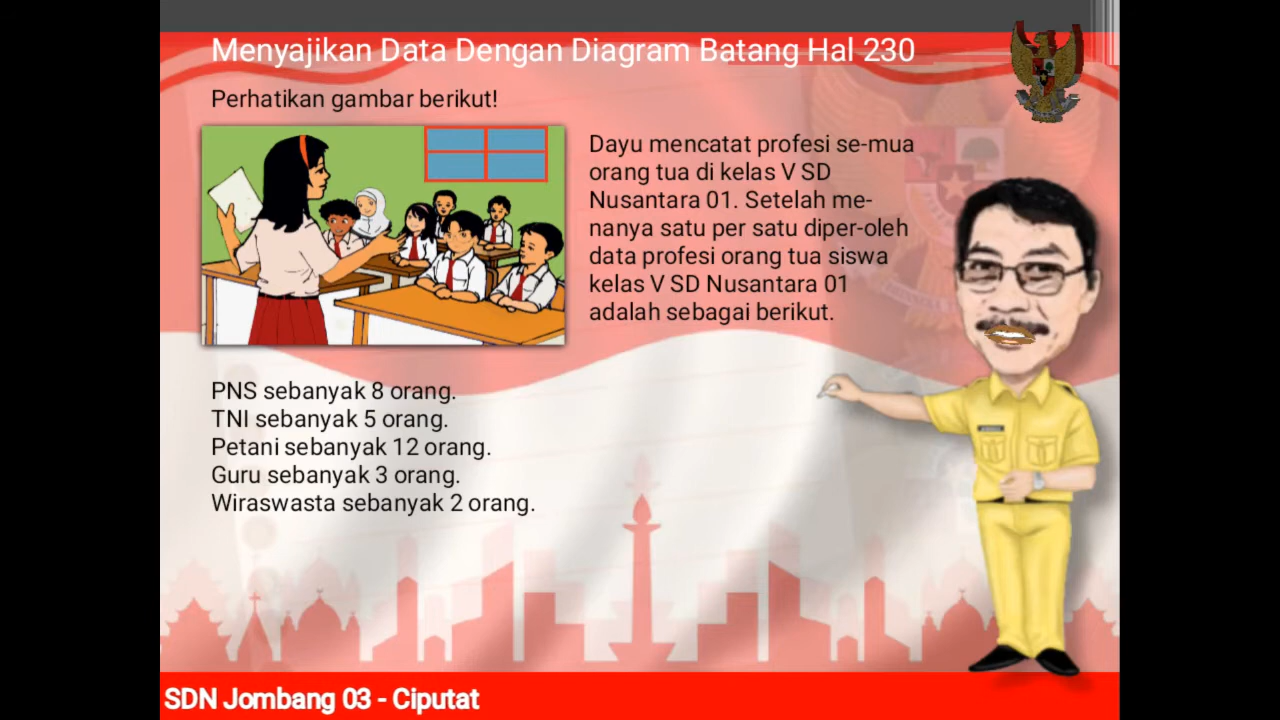 Menyajikan Data Dengan Diagram Batang Hal 230
Perhatikan gambar berikut!
Dayu mencatat profesi se-mua
orang tua di kelas V SD
Nusantara 01. Setelah me-
nanya satu per satu diper-oleh
data profesi orang tua siswa
kelas V SD Nusantara 01
adalah sebagai berikut.
PNS sebanyak 8 orang.
TNI sebanyak 5 orang.
Petani sebanyak 12 orang.
Guru sebanyak 3 orang.
Wiraswasta sebanyak 2 orang.
SDN Jombang 03 - Ciputat